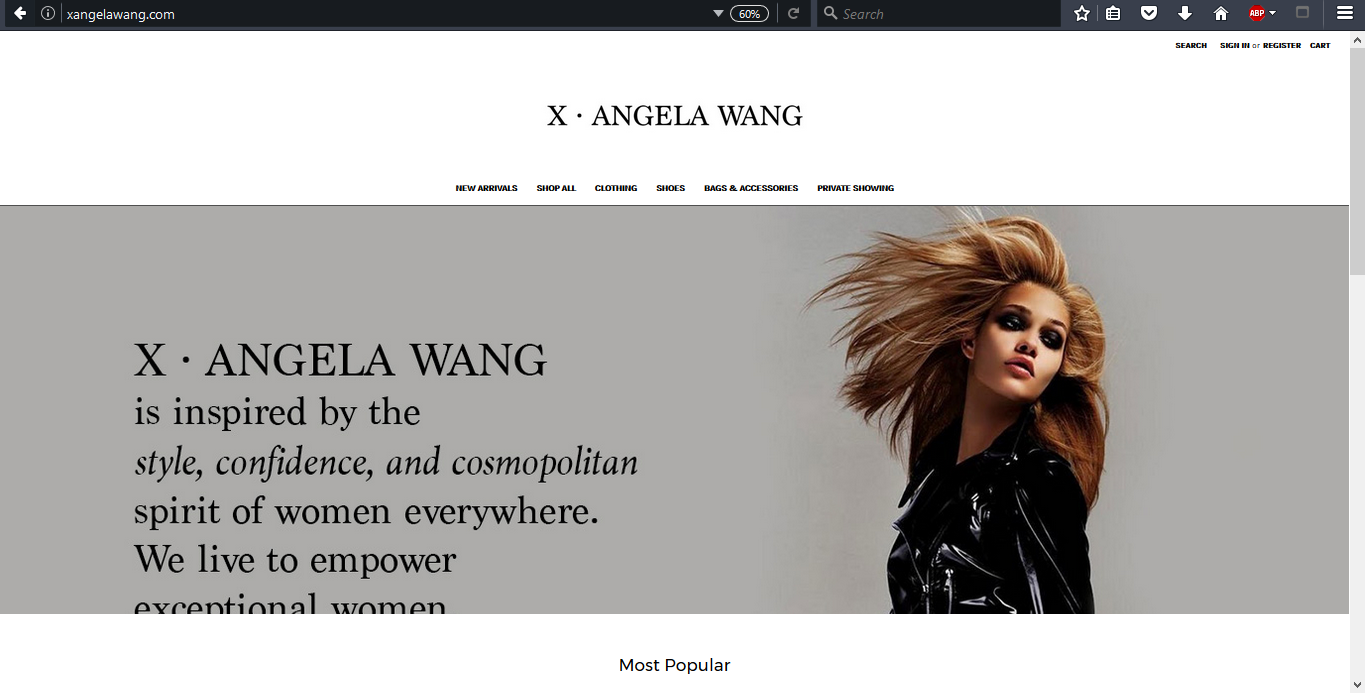 xangelawang.com
60%
Search
ABP
SEARCH SIGN IN or REGISTER CART
X · ANGELA WANG
NEW ARRIVALS SHOP ALL CLOTHING SHOES BAGS & ACCESSORIES PRIVATE SHOWING
X · ANGELA WANG
is inspired by the
style, confidence, and cosmopolitan
spirit of women everywhere.
We live to empower
exceptional women
Most Popular